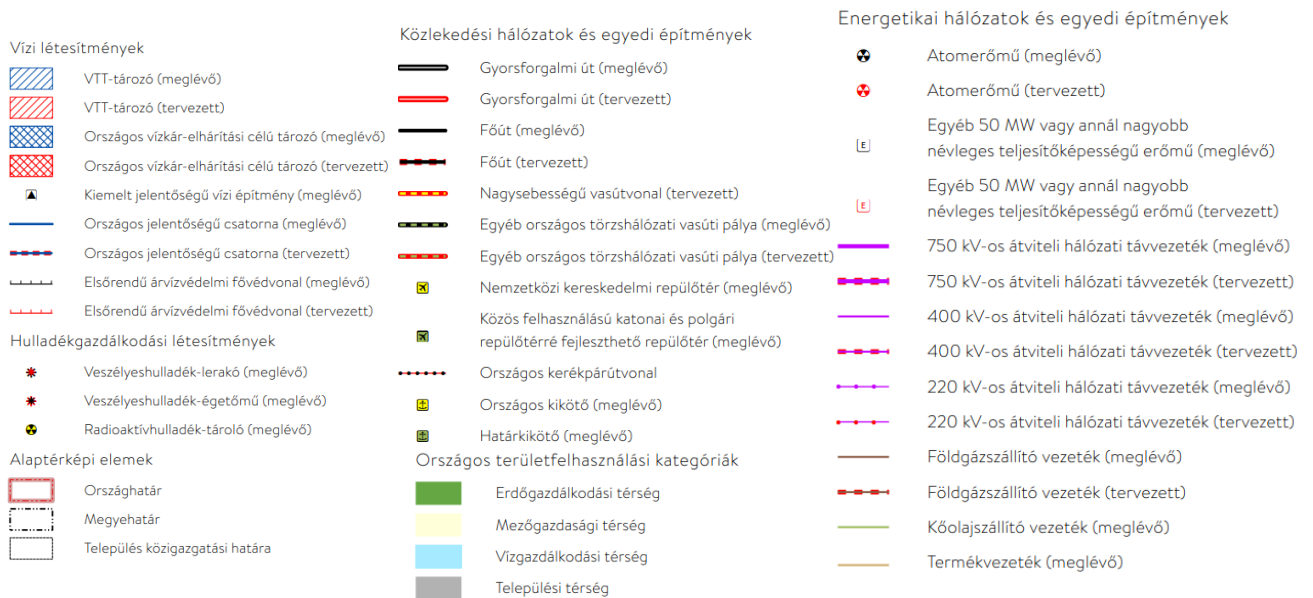 Vízi létesítmények
VTT-tározó (meglévő)
VTT-tározó (tervezett)
Országos vízkár-elhárítási célú tározó (meglévő)
Országos vízkár-elhárítási célú tározó (tervezett)
Kiemelt jelentőségű vízi építmény (meglévő)
Országos jelentőségű csatorna (meglévő)
Országos jelentőségű csatorna (tervezett)
Elsőrendű árvízvédelmi fővédvonal (meglévő)
Elsőrendű árvízvédelmi fővédvonal (tervezett)
Hulladékgazdálkodási létesítmények
Veszélyeshulladék-lerakó (meglévő)
Veszélyeshulladék-égetőmű (meglévő)
Radioaktívhulladék-tároló (meglévő)
Alaptérképi elemek
Országhatár
Megyehatár
Település közigazgatási határa
Közlekedési hálózatok és egyedi építmények
Gyorsforgalmi út (meglévő)
Gyorsforgalmi út (tervezett)
Főút (meglévő)
Főút (tervezett)
Nagysebességű vasútvonal (tervezett)
Egyéb országos törzshálózati vasúti pálya (meglévő)
Egyéb országos törzshálózati vasúti pálya (tervezett)
Nemzetközi kereskedelmi repülőtér (meglévő)
Közös felhasználású katonai és polgári
repülőtérré fejleszthető repülőtér (meglévő)
Országos kerékpárútvonal
Országos kikötő (meglévő)
Határkikötő (meglévő)
Országos területfelhasználási kategóriák
Erdőgazdálkodási térség
Mezőgazdasági térség
Vízgazdálkodási térség
Települési térség
Energetikai hálózatok és egyedi építmények
Atomerőmű (meglévő)
Atomerőmű (tervezett)
Egyéb 50 MW vagy annál nagyobb
E névleges teljesítőképességű erőmű (meglévő)
Egyéb 50 MW vagy annál nagyobb
E névleges teljesítőképességű erőmű (tervezett)
750 kV-os átviteli hálózati távvezeték (meglévő)
750 kV-os átviteli hálózati távvezeték (tervezett)
400 kV-os átviteli hálózati távvezeték (meglévő)
400 kV-os átviteli hálózati távvezeték (tervezett)
220 kV-os átviteli hálózati távvezeték (meglévő)
220 kV-os átviteli hálózati távvezeték (tervezett)
Földgázszállító vezeték (meglévő)
Földgázszállító vezeték (tervezett)
Kőolajszállító vezeték (meglévő)
Termékvezeték (meglévő)